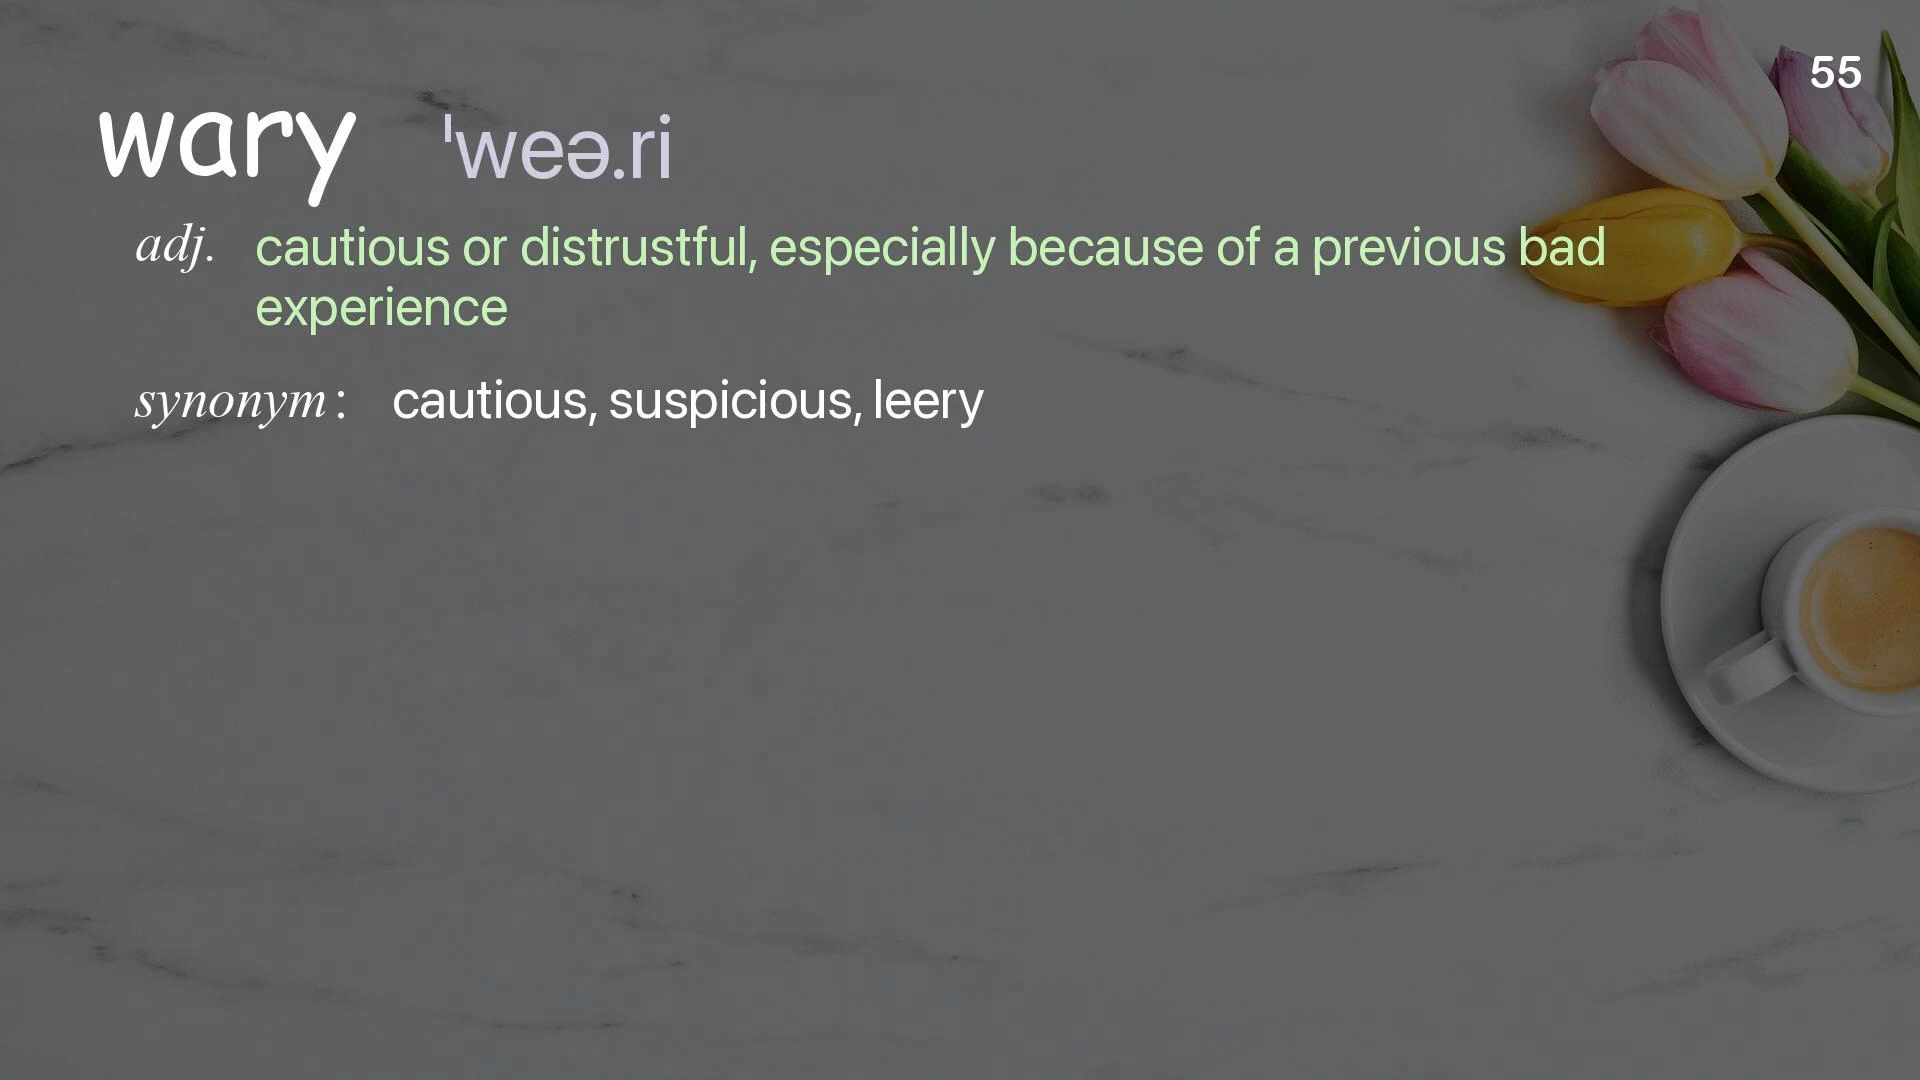 55
wary ˈweə.ri
adj. cautious or distrustful, especially because of a previous bad
experience
synonym: cautious, suspicious, leery